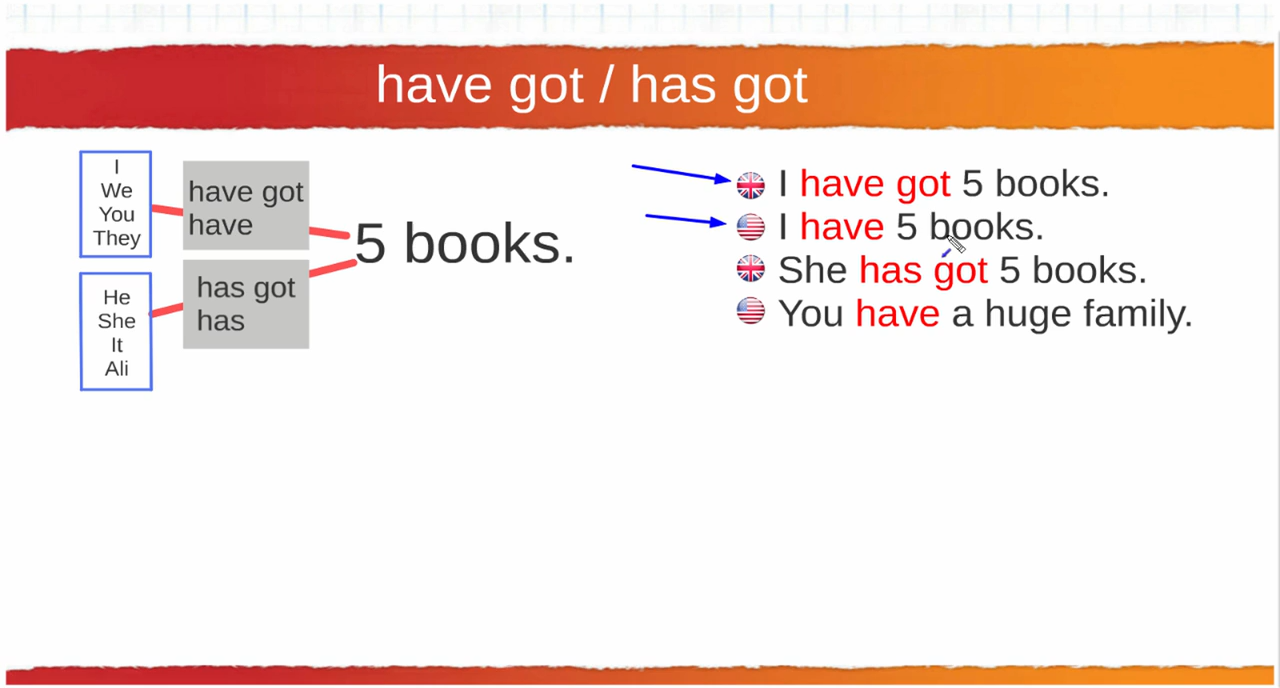 have got / has got
I
We
You
They
have got
have
He
She
It
Ali
has got
has
5 books.
I have got 5 books.
I have 5 books.
She has got 5 books.
You have a huge family.